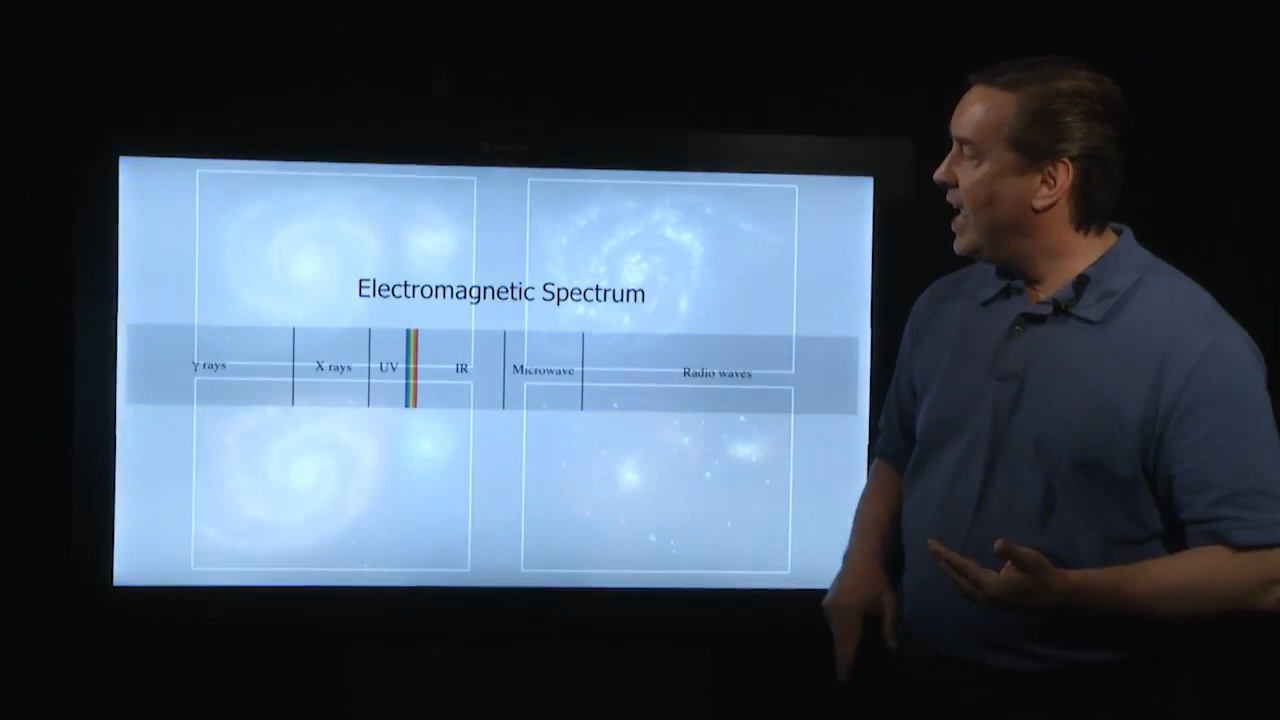 Electromagnetic Spectrum
γ rays X rays UV IR Microwave Radio waves